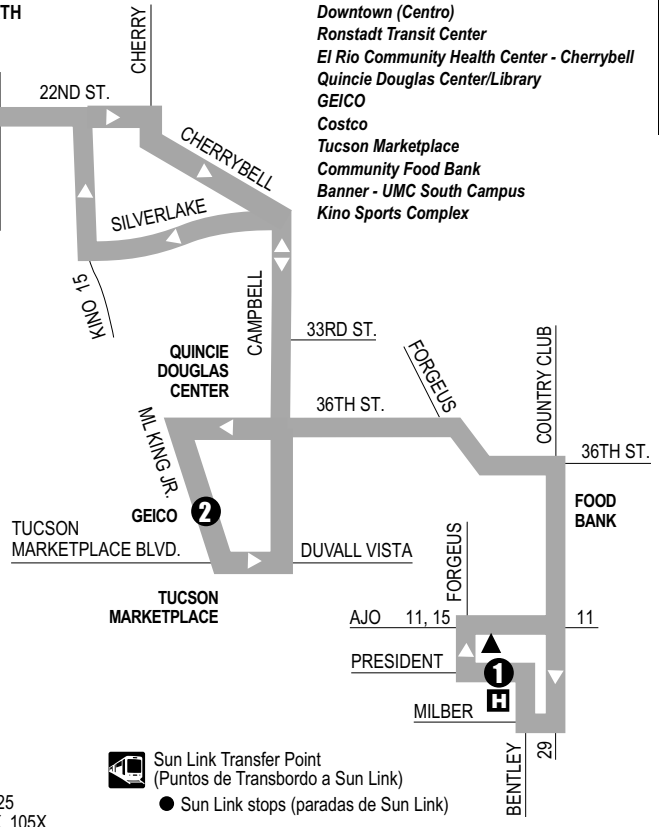 TH
Downtown (Centro)
Ronstadt Transit Center
El Rio Community Health Center - Cherrybell
Quincie Douglas Center/Library
GEICO
Costco
Tucson Marketplace
Community Food Bank
Banner - UMC South Campus
Kino Sports Complex
CHERRY
22ND ST.
CHERRYBELL
SILVERLAKE
KINO 15
CAMPBELL
33RD ST.
QUINCIE
DOUGLAS
CENTER
FORGEUS
COUNTRY CLUB
36TH ST.
36TH ST.
ML KING JR.
GEICO
2
FOOD
BANK
TUCSON
MARKETPLACE BLVD.
DUVALL VISTA
TUCSON
MARKETPLACE
FORGEUS
AJO 11, 15
11
PRESIDENT
1
H
MILBER
BENTLEY
29
Sun Link Transfer Point
(Puntos de Transbordo a Sun Link)
Sun Link stops (paradas de Sun Link)
25
105X